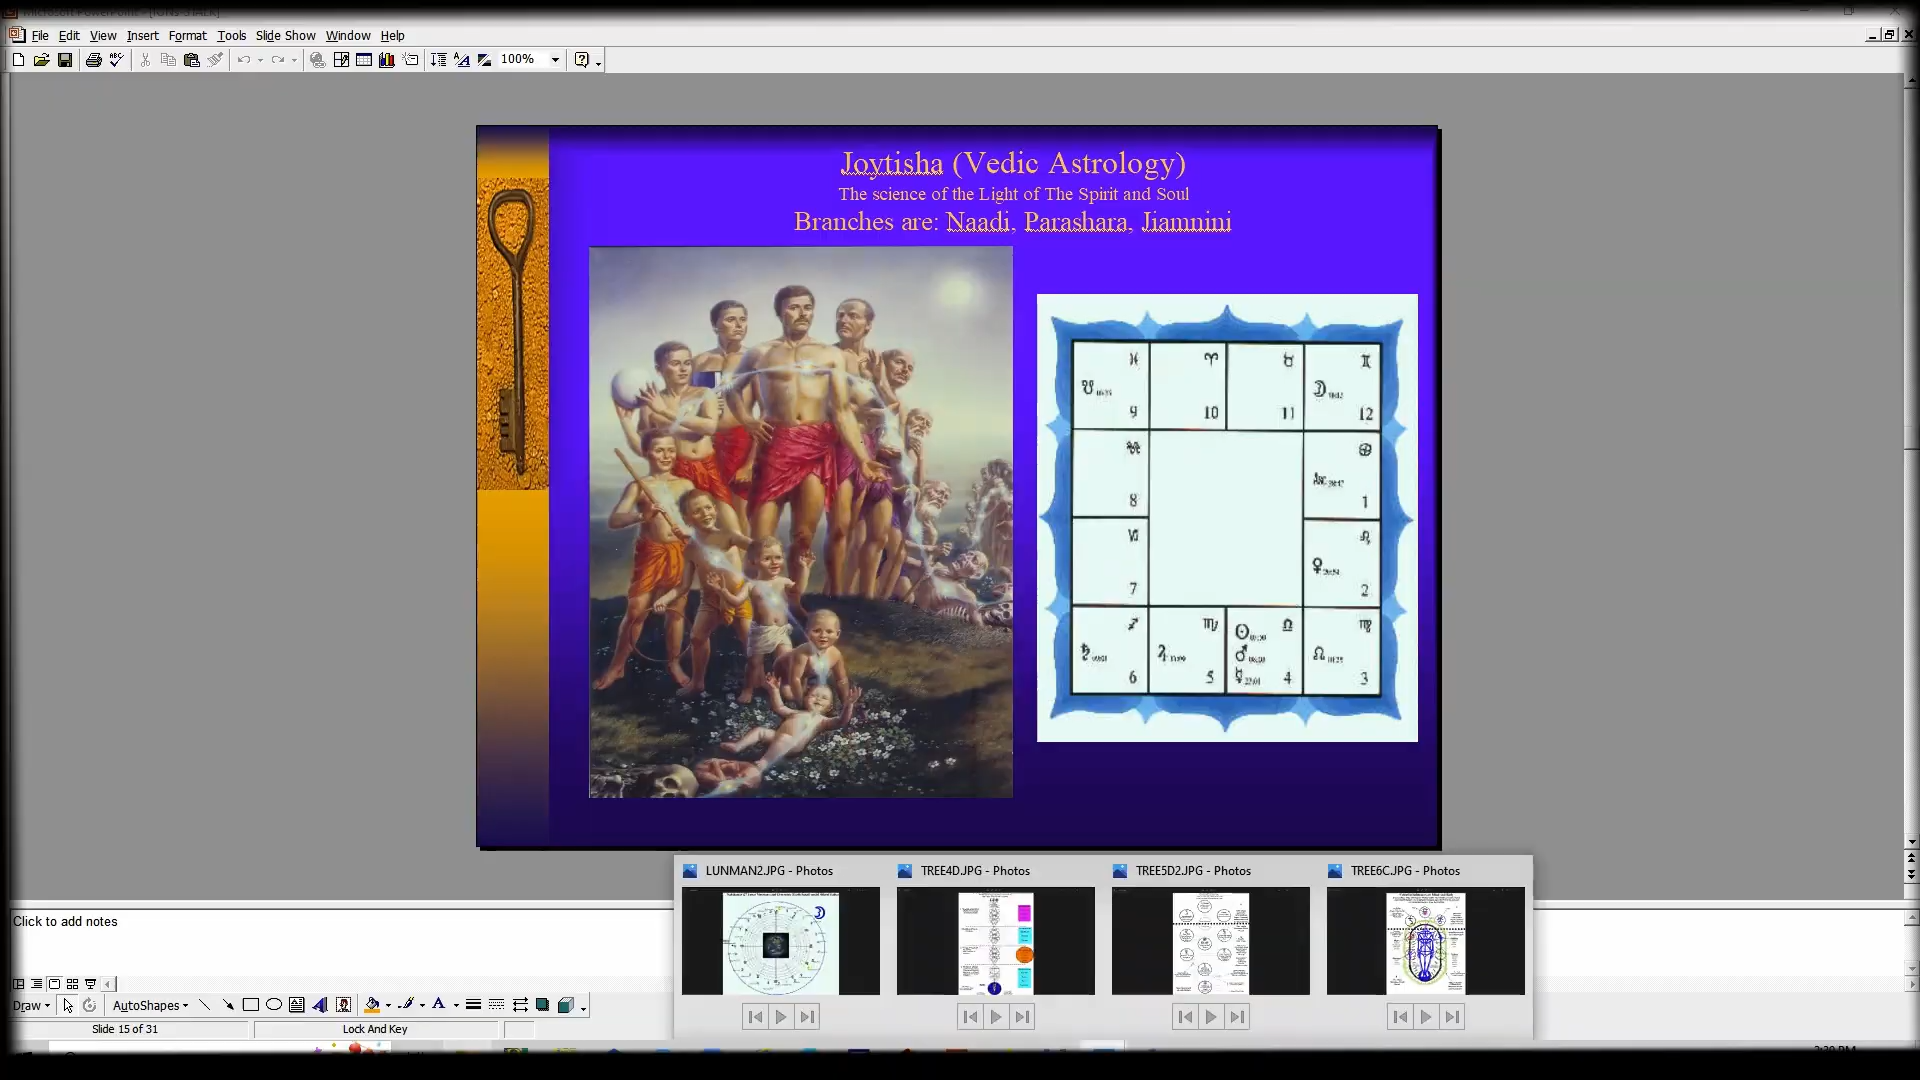 Microsoft PowerPoint
File Edit View Insert Format Tools Slide Show Window Help
100%
Joytisha (Vedic Astrology)
The science of the Light of The Spirit and Soul
Branches are: Naadi, Parashara, Jiamnini
♓ ♈ ♉ ♊
☋ ☽
9 10 11 12
♒ ♋
8 1
♑ ♌
♀
7 2
♐ ♏ ♎ ♍
♄ ♃ ☉ ♂ ☿ ☊
6 5 4 3
LUNMAN2.JPG - Photos TREE4D.JPG - Photos TREE5D2.JPG - Photos TREE6C.JPG - Photos
Click to add notes
Draw AutoShapes
Slide 15 of 31 Lock And Key